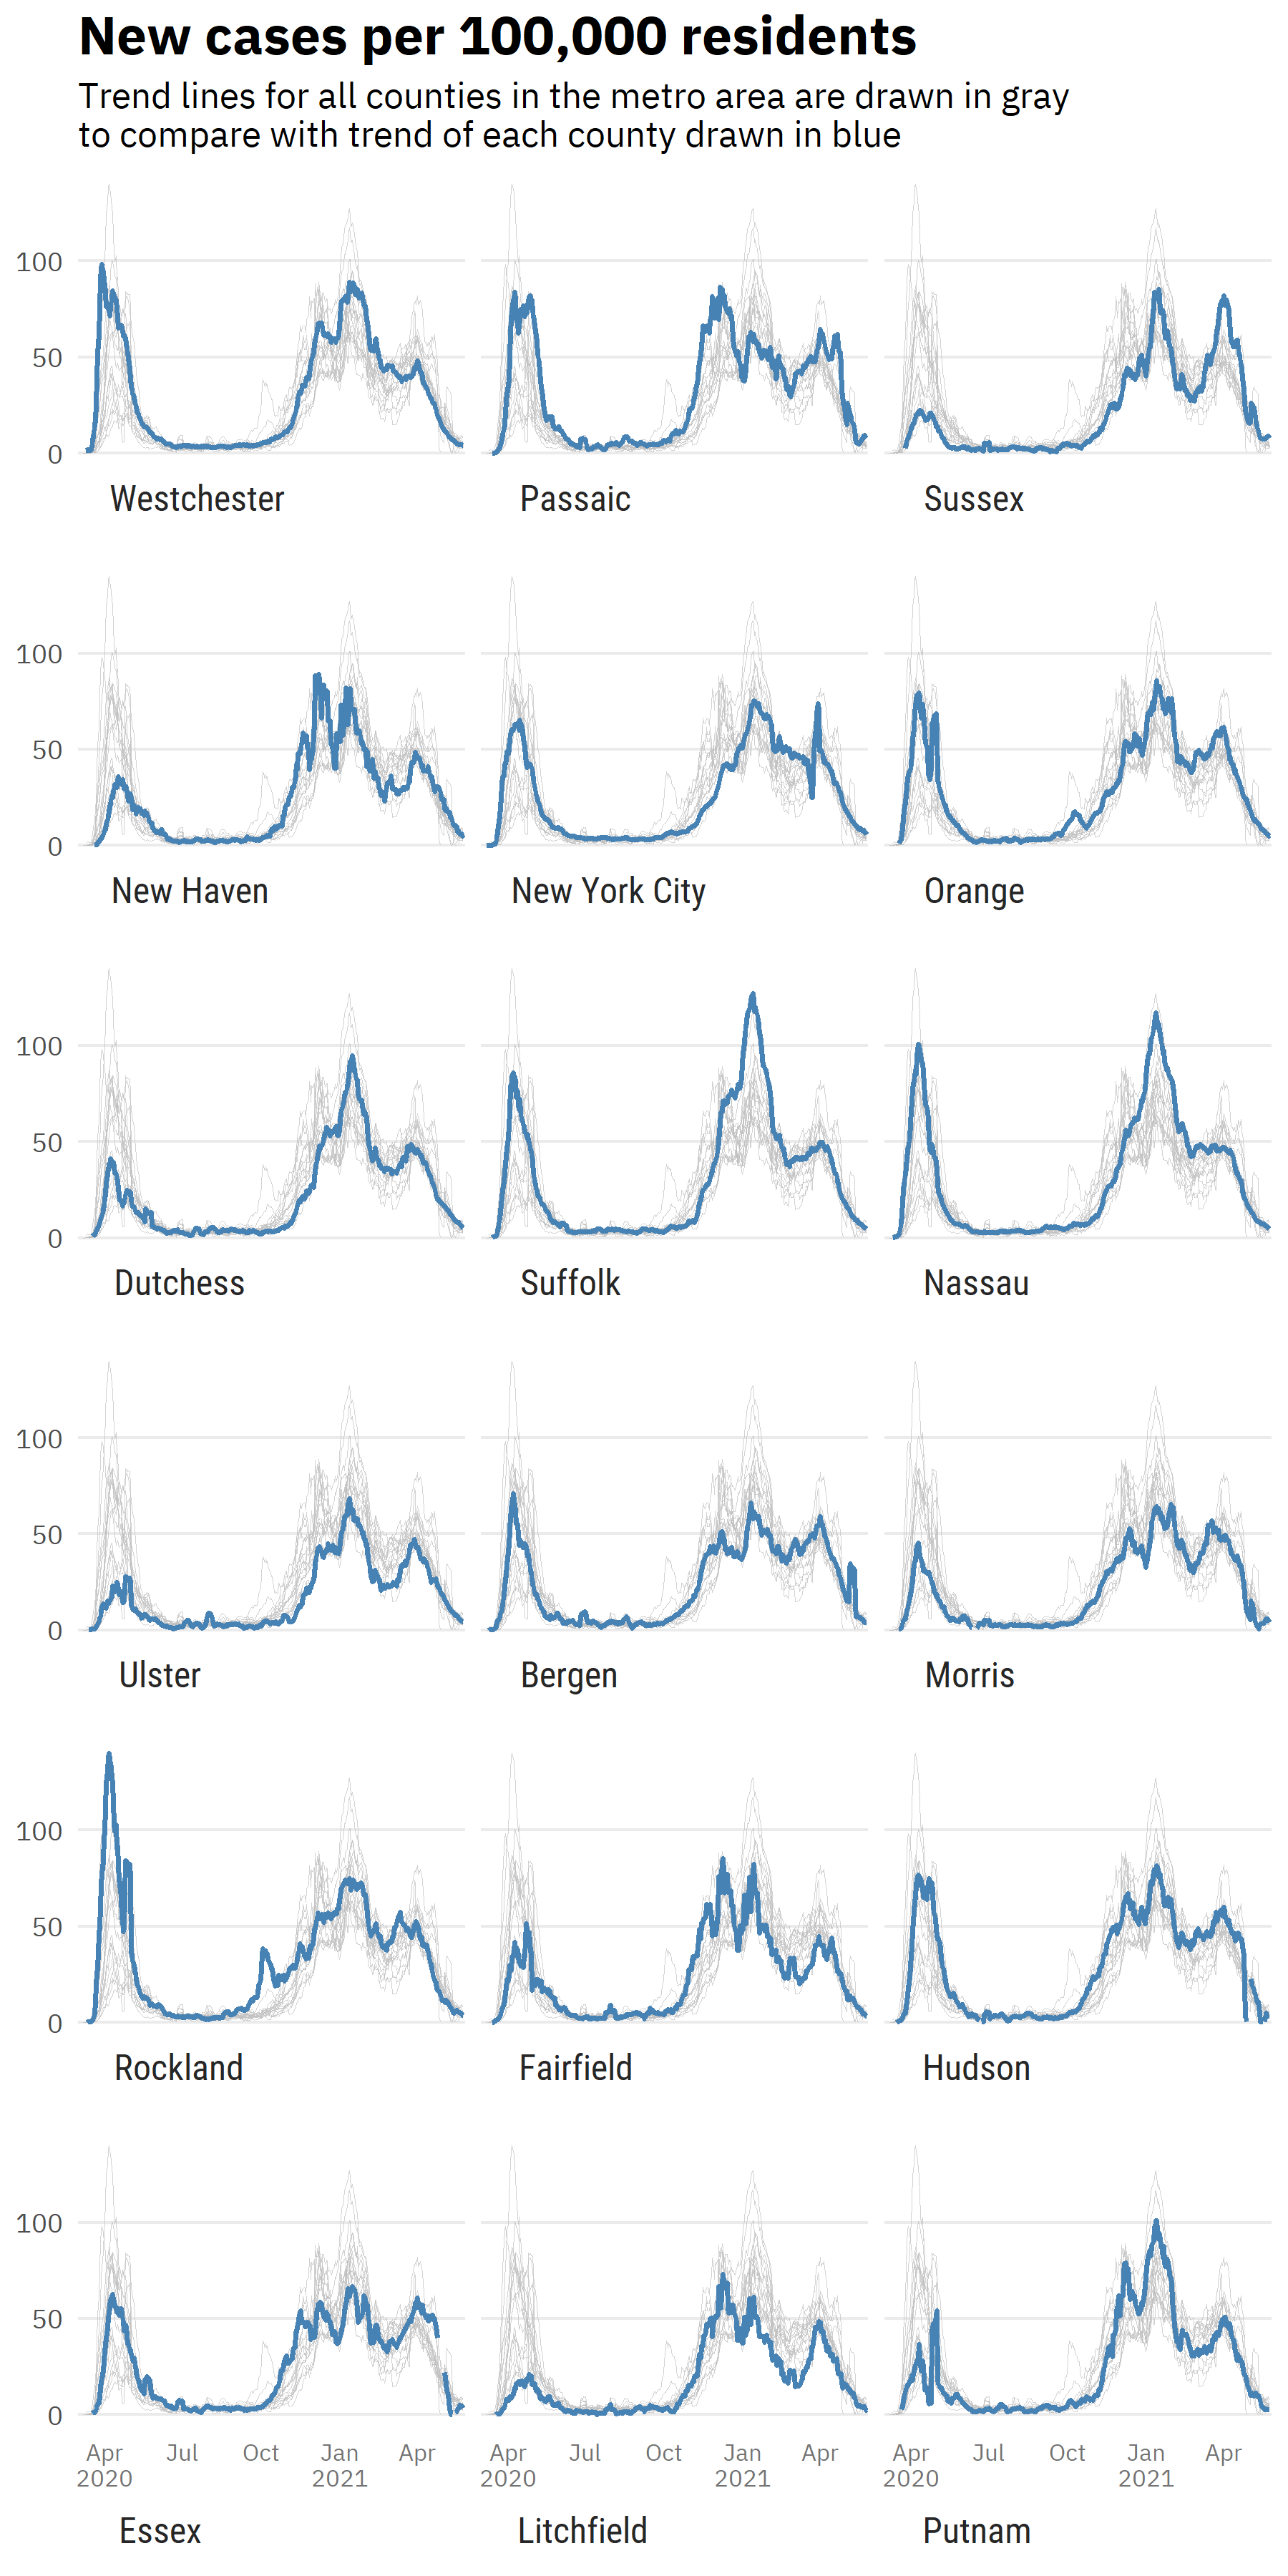 New cases per 100,000 residents
Trend lines for all counties in the metro area are drawn in gray
to compare with trend of each county drawn in blue
100
50
0
Westchester
Passaic
Sussex
100
50
0
New Haven
New York City
Orange
100
50
0
Dutchess
Suffolk
Nassau
100
50
0
Ulster
Bergen
Morris
100
50
0
Rockland
Fairfield
Hudson
100
50
0
Apr Jul Oct Jan Apr
2020 2021
Apr Jul Oct Jan Apr
2020 2021
Apr Jul Oct Jan Apr
2020 2021
Essex
Litchfield
Putnam